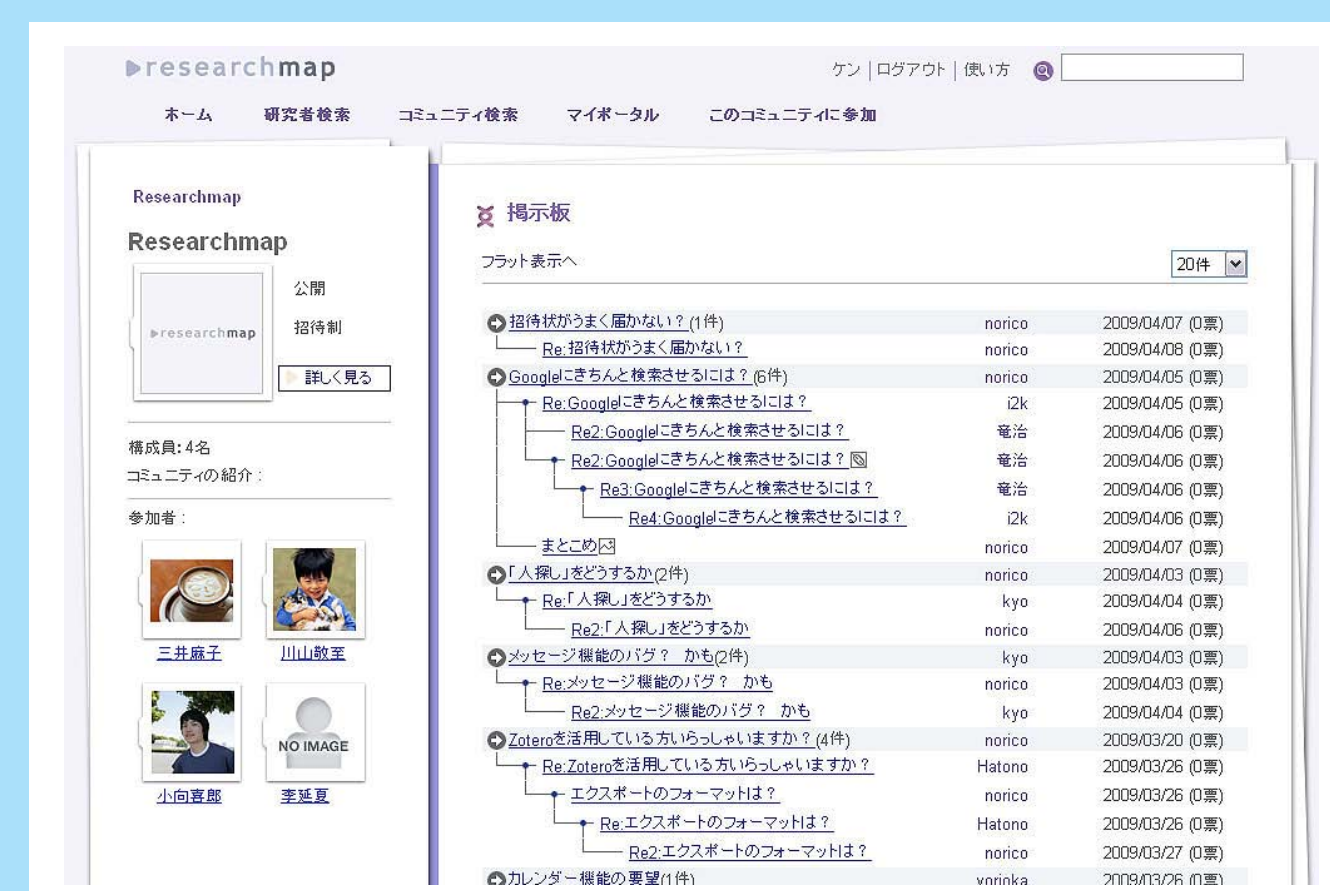 researchmap
ケン | ログアウト | 使い方
ホーム 研究者検索 コミュニティ検索 マイポータル このコミュニティに参加
Researchmap
Researchmap
researchmap
公開
招待制
詳しく見る
構成員: 4名
コミュニティの紹介 :
参加者 :
三井麻子 川山敬至
NO IMAGE
小向喜郎 李延夏
掲示板
フラット表示へ
20件
招待状がうまく届かない？(1件) norico 2009/04/07 (0票)
Re:招待状がうまく届かない？ norico 2009/04/08 (0票)
Googleにきちんと検索させるには？(6件) norico 2009/04/05 (0票)
Re:Googleにきちんと検索させるには？ i2k 2009/04/05 (0票)
Re2:Googleにきちんと検索させるには？ 竜治 2009/04/06 (0票)
Re2:Googleにきちんと検索させるには？ 竜治 2009/04/06 (0票)
Re3:Googleにきちんと検索させるには？ 竜治 2009/04/06 (0票)
Re4:Googleにきちんと検索させるには？ i2k 2009/04/06 (0票)
まとこめ norico 2009/04/07 (0票)
「人探し」をどうするか(2件) norico 2009/04/03 (0票)
Re:「人探し」をどうするか kyo 2009/04/04 (0票)
Re2:「人探し」をどうするか norico 2009/04/06 (0票)
メッセージ機能のバグ？ かも(2件) kyo 2009/04/03 (0票)
Re:メッセージ機能のバグ？ かも norico 2009/04/03 (0票)
Re2:メッセージ機能のバグ？ かも kyo 2009/04/04 (0票)
Zoteroを活用している方いらっしゃいますか？(4件) norico 2009/03/20 (0票)
Re:Zoteroを活用している方いらっしゃいますか？ Hatono 2009/03/26 (0票)
エクスポートのフォーマットは？ norico 2009/03/26 (0票)
Re:エクスポートのフォーマットは？ Hatono 2009/03/26 (0票)
Re2:エクスポートのフォーマットは？ norico 2009/03/27 (0票)
カレンダー機能の要望(1件) yorioka 2009/03/26 (0票)